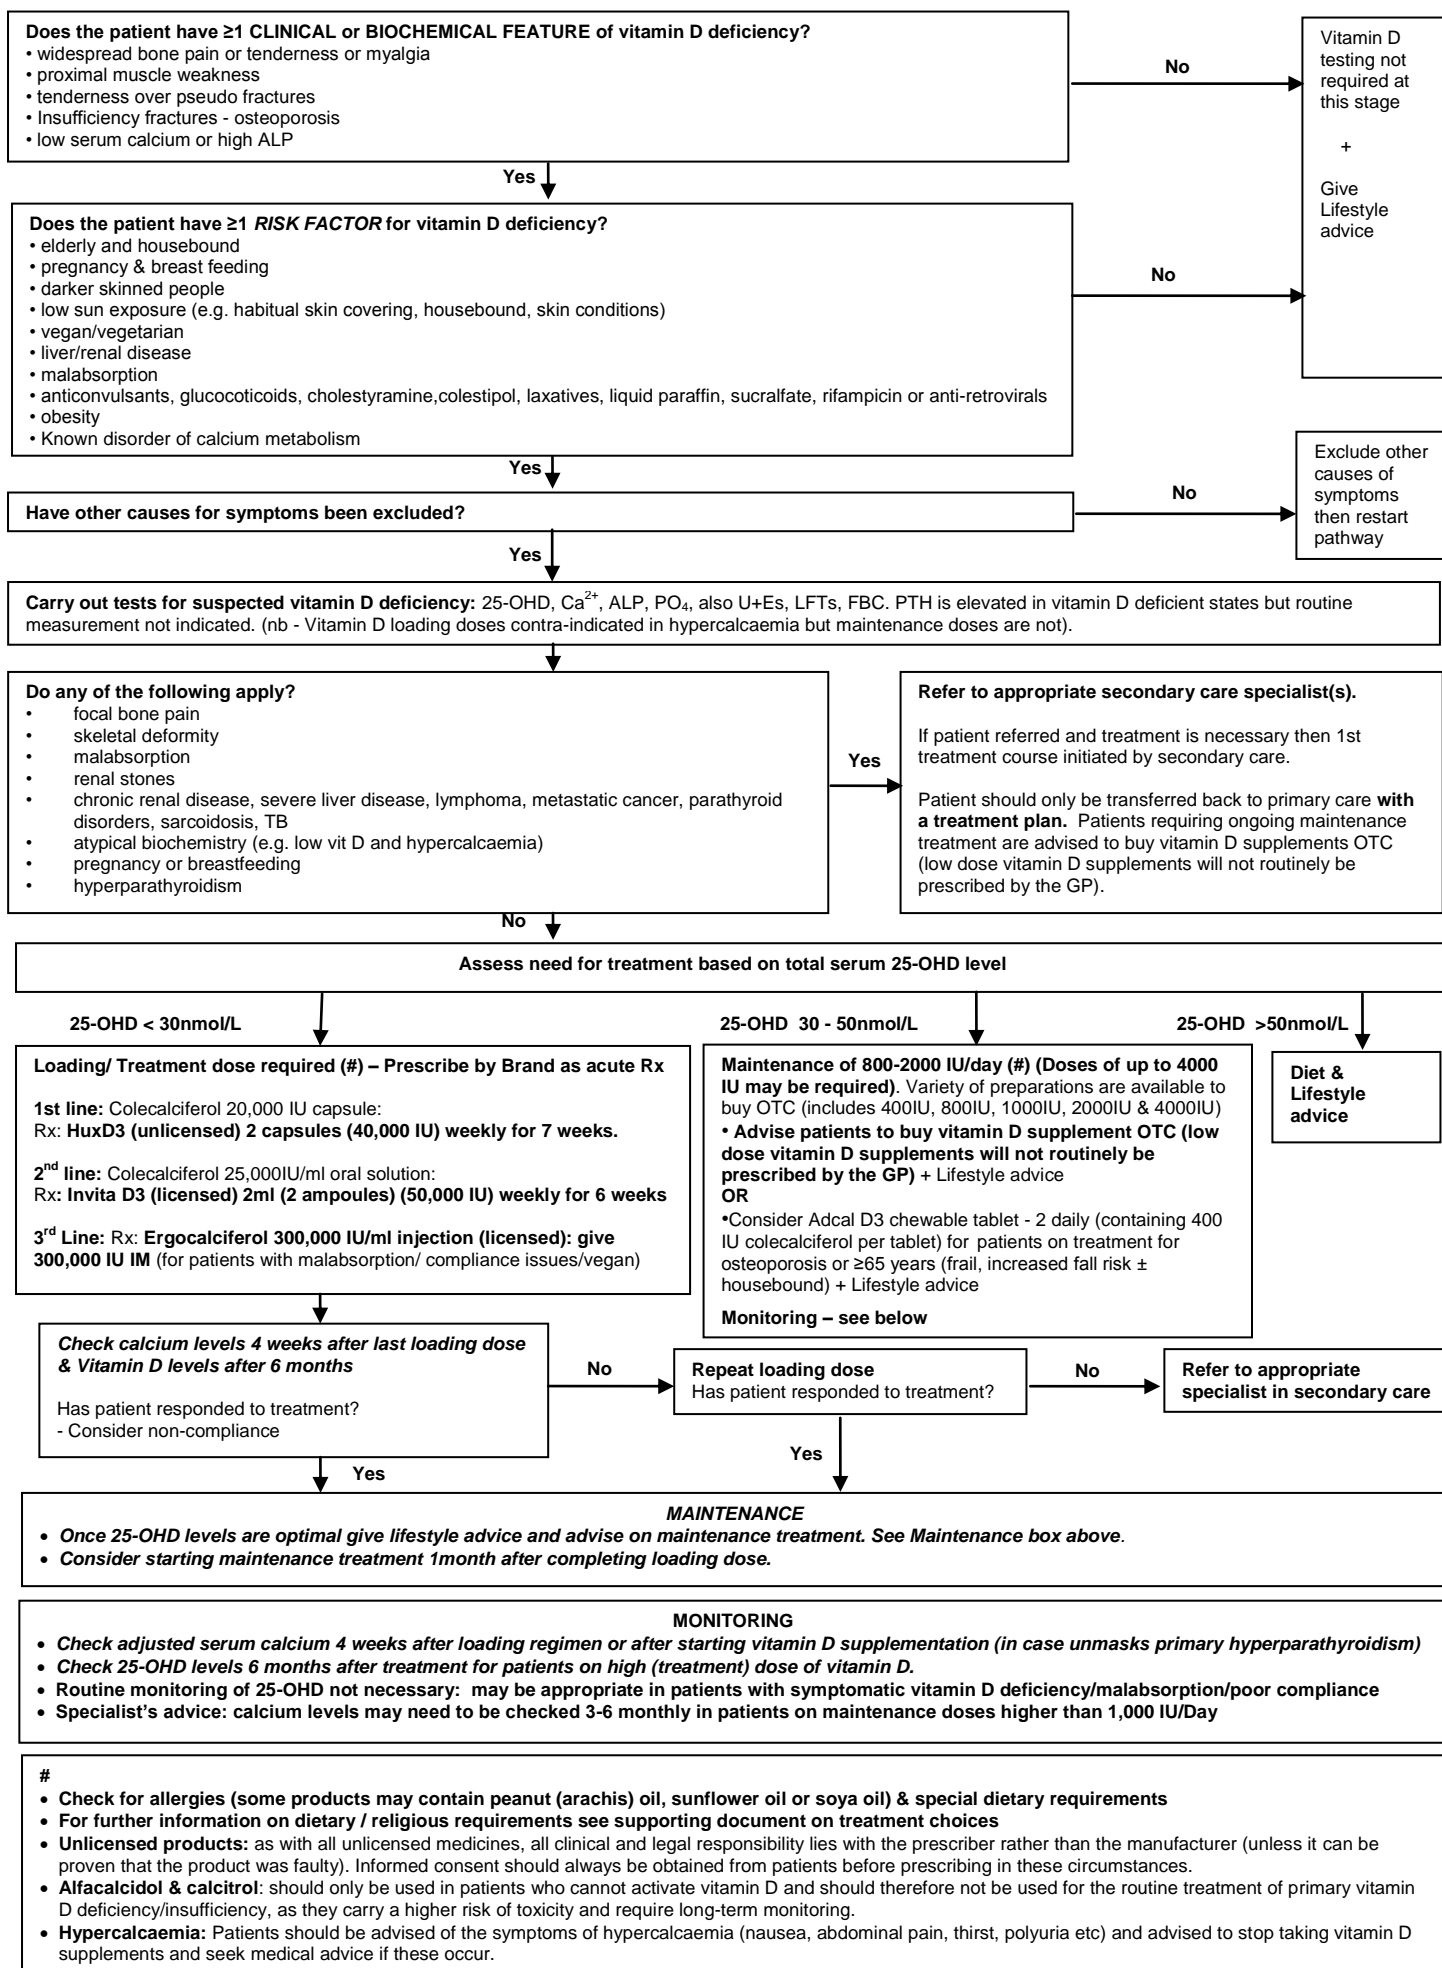 Does the patient have ≥1 CLINICAL or BIOCHEMICAL FEATURE of vitamin D deficiency?
• widespread bone pain or tenderness or myalgia
• proximal muscle weakness
• tenderness over pseudo fractures
• Insufficiency fractures - osteoporosis
• low serum calcium or high ALP
No
Vitamin D
testing not
required at
this stage
+
Give
Lifestyle
advice
Yes
Does the patient have ≥1 RISK FACTOR for vitamin D deficiency?
• elderly and housebound
• pregnancy & breast feeding
• darker skinned people
• low sun exposure (e.g. habitual skin covering, housebound, skin conditions)
• vegan/vegetarian
• liver/renal disease
• malabsorption
• anticonvulsants, glucocoticoids, cholestyramine,colestipol, laxatives, liquid paraffin, sucralfate, rifampicin or anti-retrovirals
• obesity
• Known disorder of calcium metabolism
No
Yes
Have other causes for symptoms been excluded?
No
Exclude other
causes of
symptoms
then restart
pathway
Yes
Carry out tests for suspected vitamin D deficiency: 25-OHD, Ca²⁺, ALP, PO₄, also U+Es, LFTs, FBC. PTH is elevated in vitamin D deficient states but routine
measurement not indicated. (nb - Vitamin D loading doses contra-indicated in hypercalcaemia but maintenance doses are not).
Do any of the following apply?
• focal bone pain
• skeletal deformity
• malabsorption
• renal stones
• chronic renal disease, severe liver disease, lymphoma, metastatic cancer, parathyroid
disorders, sarcoidosis, TB
• atypical biochemistry (e.g. low vit D and hypercalcaemia)
• pregnancy or breastfeeding
• hyperparathyroidism
Yes
Refer to appropriate secondary care specialist(s).
If patient referred and treatment is necessary then 1st
treatment course initiated by secondary care.
Patient should only be transferred back to primary care with
a treatment plan. Patients requiring ongoing maintenance
treatment are advised to buy vitamin D supplements OTC
(low dose vitamin D supplements will not routinely be
prescribed by the GP).
No
Assess need for treatment based on total serum 25-OHD level
25-OHD < 30nmol/L
25-OHD 30 - 50nmol/L
25-OHD >50nmol/L
Loading/ Treatment dose required (#) – Prescribe by Brand as acute Rx
1st line: Colecalciferol 20,000 IU capsule:
Rx: HuxD3 (unlicensed) 2 capsules (40,000 IU) weekly for 7 weeks.
2nd line: Colecalciferol 25,000IU/ml oral solution:
Rx: Invita D3 (licensed) 2ml (2 ampoules) (50,000 IU) weekly for 6 weeks
3rd Line: Rx: Ergocalciferol 300,000 IU/ml injection (licensed): give
300,000 IU IM (for patients with malabsorption/ compliance issues/vegan)
Maintenance of 800-2000 IU/day (#) (Doses of up to 4000
IU may be required). Variety of preparations are available to
buy OTC (includes 400IU, 800IU, 1000IU, 2000IU & 4000IU)
• Advise patients to buy vitamin D supplement OTC (low
dose vitamin D supplements will not routinely be
prescribed by the GP) + Lifestyle advice
OR
•Consider Adcal D3 chewable tablet - 2 daily (containing 400
IU colecalciferol per tablet) for patients on treatment for
osteoporosis or ≥65 years (frail, increased fall risk ±
housebound) + Lifestyle advice
Monitoring – see below
Diet &
Lifestyle
advice
Check calcium levels 4 weeks after last loading dose
& Vitamin D levels after 6 months
Has patient responded to treatment?
- Consider non-compliance
No
Repeat loading dose
Has patient responded to treatment?
No
Refer to appropriate
specialist in secondary care
Yes
Yes
MAINTENANCE
• Once 25-OHD levels are optimal give lifestyle advice and advise on maintenance treatment. See Maintenance box above.
• Consider starting maintenance treatment 1month after completing loading dose.
MONITORING
• Check adjusted serum calcium 4 weeks after loading regimen or after starting vitamin D supplementation (in case unmasks primary hyperparathyroidism)
• Check 25-OHD levels 6 months after treatment for patients on high (treatment) dose of vitamin D.
• Routine monitoring of 25-OHD not necessary: may be appropriate in patients with symptomatic vitamin D deficiency/malabsorption/poor compliance
• Specialist's advice: calcium levels may need to be checked 3-6 monthly in patients on maintenance doses higher than 1,000 IU/Day
#
• Check for allergies (some products may contain peanut (arachis) oil, sunflower oil or soya oil) & special dietary requirements
• For further information on dietary / religious requirements see supporting document on treatment choices
• Unlicensed products: as with all unlicensed medicines, all clinical and legal responsibility lies with the prescriber rather than the manufacturer (unless it can be
proven that the product was faulty). Informed consent should always be obtained from patients before prescribing in these circumstances.
• Alfacalcidol & calcitrol: should only be used in patients who cannot activate vitamin D and should therefore not be used for the routine treatment of primary vitamin
D deficiency/insufficiency, as they carry a higher risk of toxicity and require long-term monitoring.
• Hypercalcaemia: Patients should be advised of the symptoms of hypercalcaemia (nausea, abdominal pain, thirst, polyuria etc) and advised to stop taking vitamin D
supplements and seek medical advice if these occur.